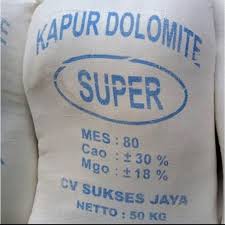 KAPUR DOLOMITE
SUPER
MES : 80
Cao : ± 30 %
Mgo : ± 18 %
CV SUKSES JAYA
NETTO : 50 KG